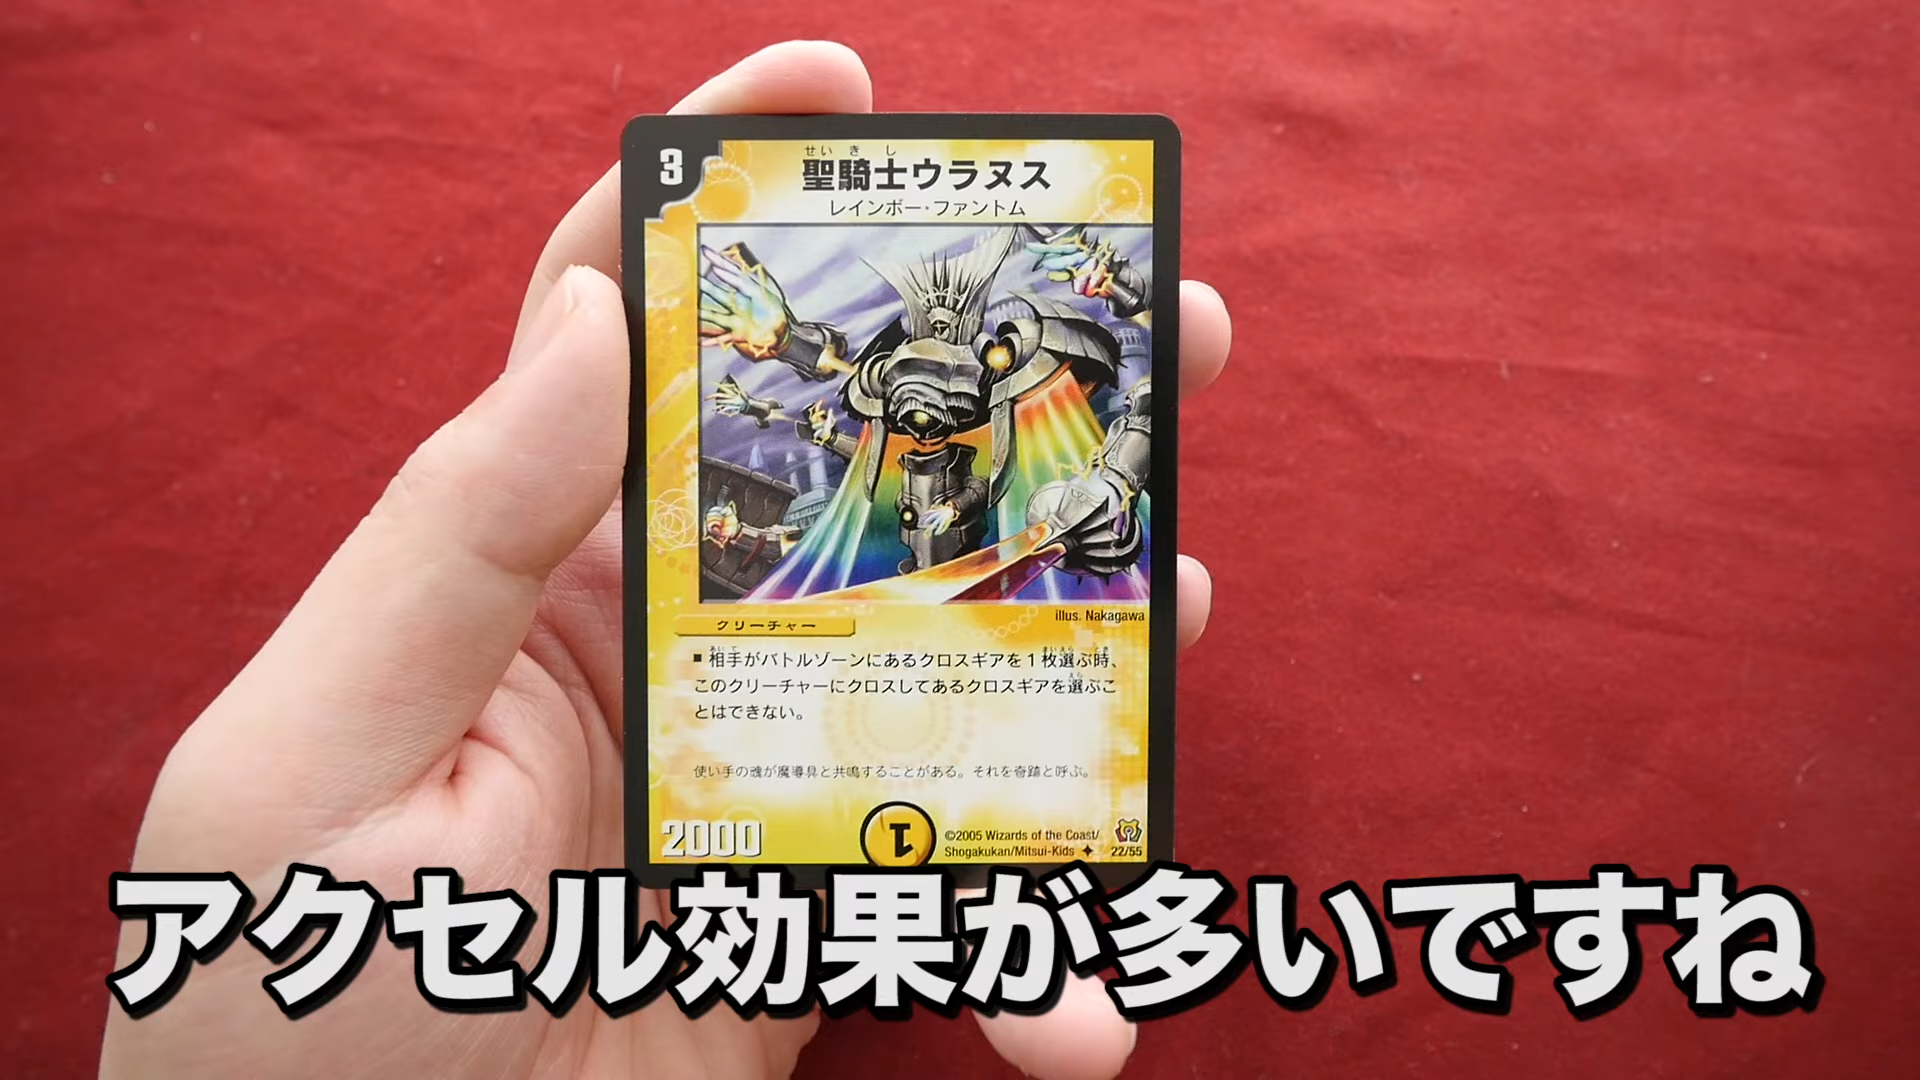 3
せいきし
聖騎士ウラヌス
レインボー・ファントム
illus. Nakagawa
クリーチャー
■相手がバトルゾーンにあるクロスギアを1枚選ぶ時、
このクリーチャーにクロスしてあるクロスギアを選ぶこ
とはできない。
使い手の魂が魔導具と共鳴することがある。それを奇跡と呼ぶ。
2000
1
©2005 Wizards of the Coast/
Shogakukan/Mitsui-Kids ✦ 22/55
アクセル効果が多いですね